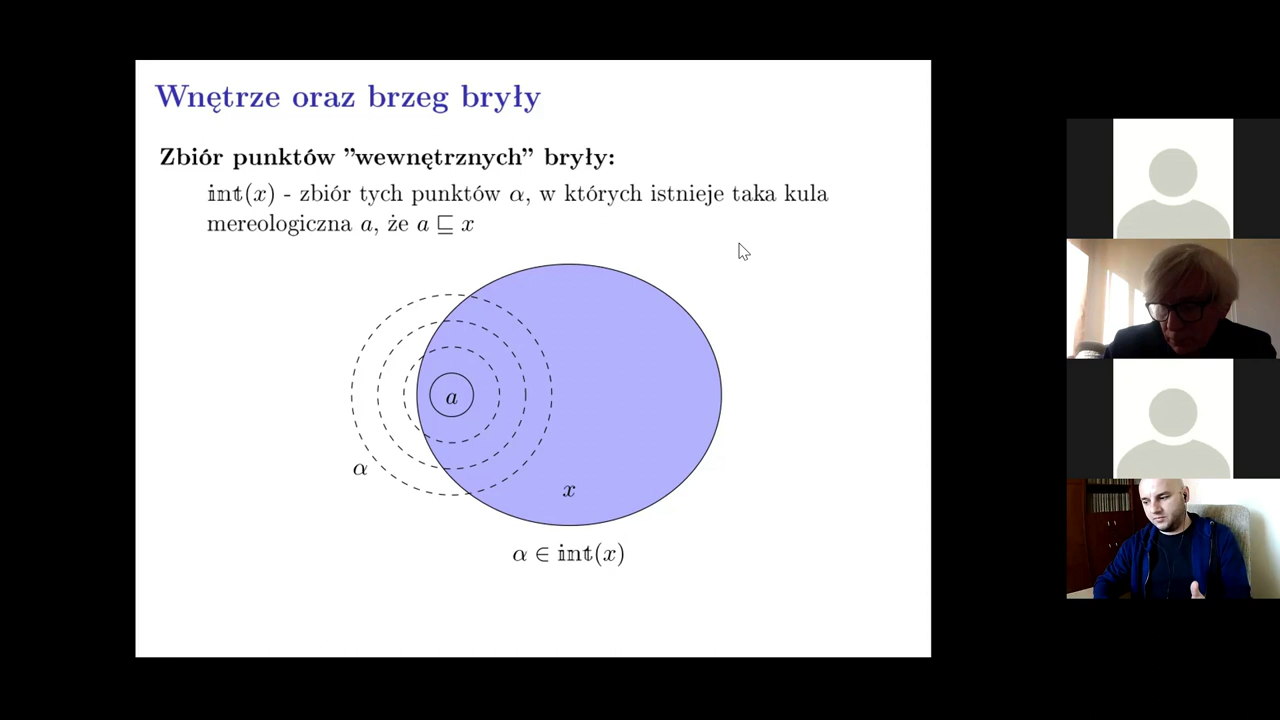 Wnętrze oraz brzeg bryły
Zbiór punktów ”wewnętrznych” bryły:
int(x) - zbiór tych punktów α, w których istnieje taka kula
mereologiczna a, że a ⊑ x
a
α
x
α ∈ int(x)